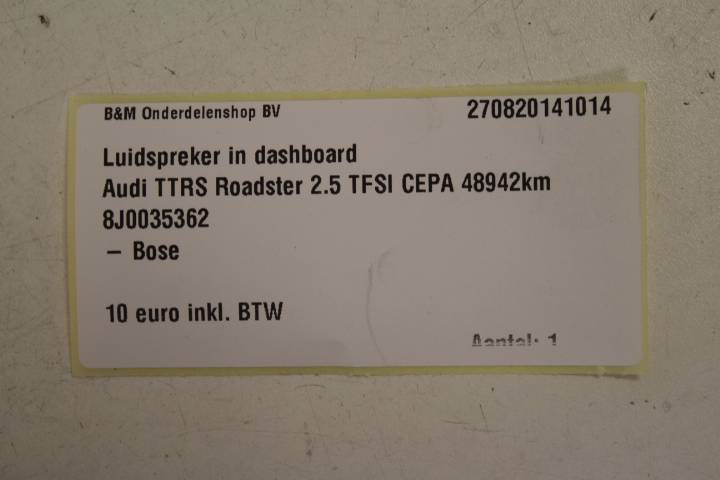 B&M Onderdelenshop BV 270820141014
Luidspreker in dashboard
Audi TTRS Roadster 2.5 TFSI CEPA 48942km
8J0035362
– Bose
10 euro inkl. BTW
Aantal: 1